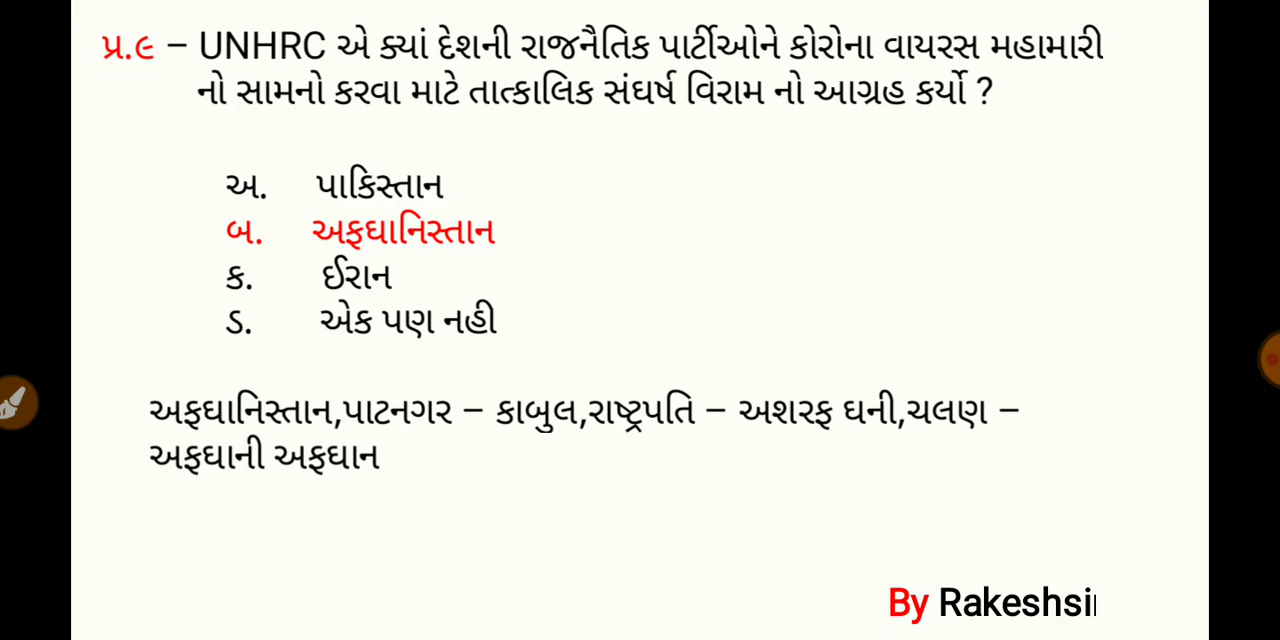 પ્ર.૯ – UNHRC એ ક્યાં દેશની રાજનૈતિક પાર્ટીઓને કોરોના વાયરસ મહામારી
નો સામનો કરવા માટે તાત્કાલિક સંઘર્ષ વિરામ નો આગ્રહ કર્યો ?
અ. પાકિસ્તાન
બ. અફઘાનિસ્તાન
ક. ઈરાન
ડ. એક પણ નહી
અફઘાનિસ્તાન,પાટનગર – કાબુલ,રાષ્ટ્રપતિ – અશરફ ઘની,ચલણ –
અફઘાની અફઘાન
By Rakeshsi